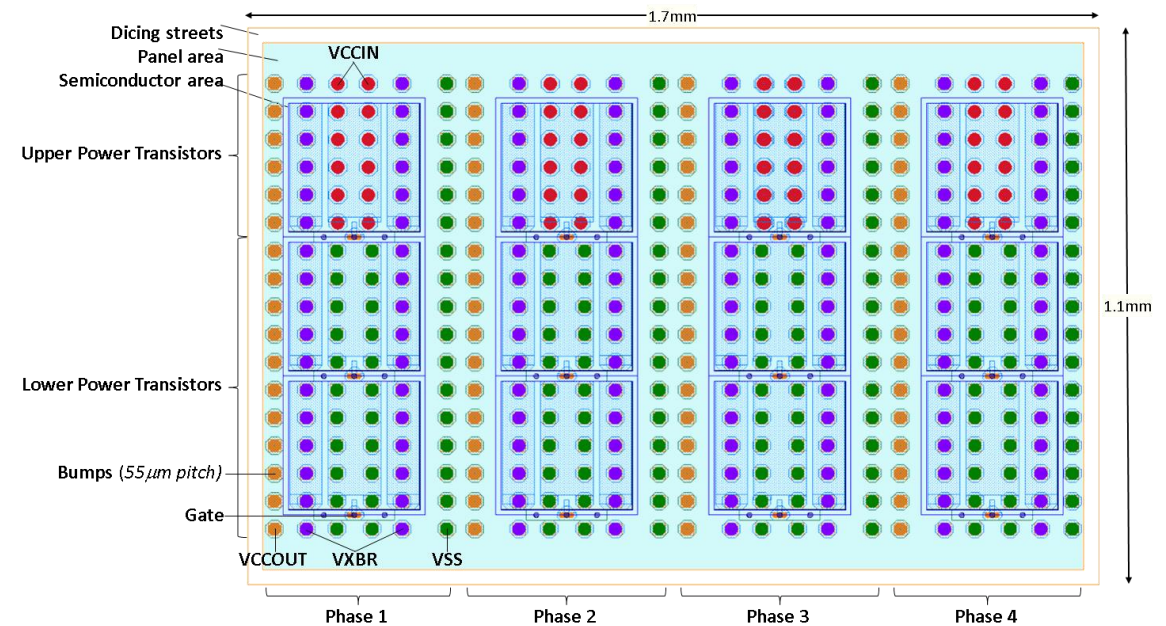 1.7mm
Dicing streets
Panel area
VCCIN
Semiconductor area
Upper Power Transistors
1.1mm
Lower Power Transistors
Bumps (55µm pitch)
Gate
VCCOUT VXBR VSS
Phase 1 Phase 2 Phase 3 Phase 4